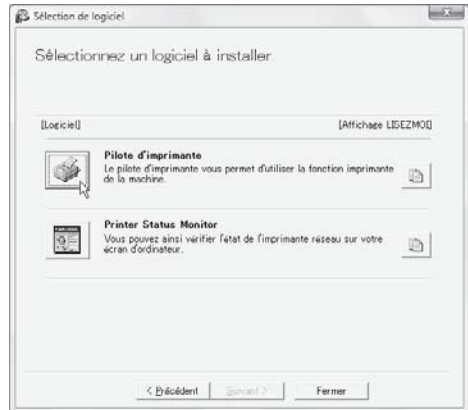 Sélection de logiciel
Sélectionnez un logiciel à installer.
[Logiciel] [Affichage LISEZMOI]
Pilote d'imprimante
Le pilote d'imprimante vous permet d'utiliser la fonction imprimante
de la machine.
Printer Status Monitor
Vous pouvez ainsi vérifier l'état de l'imprimante réseau sur votre
écran d'ordinateur.
< Précédent Suivant > Fermer